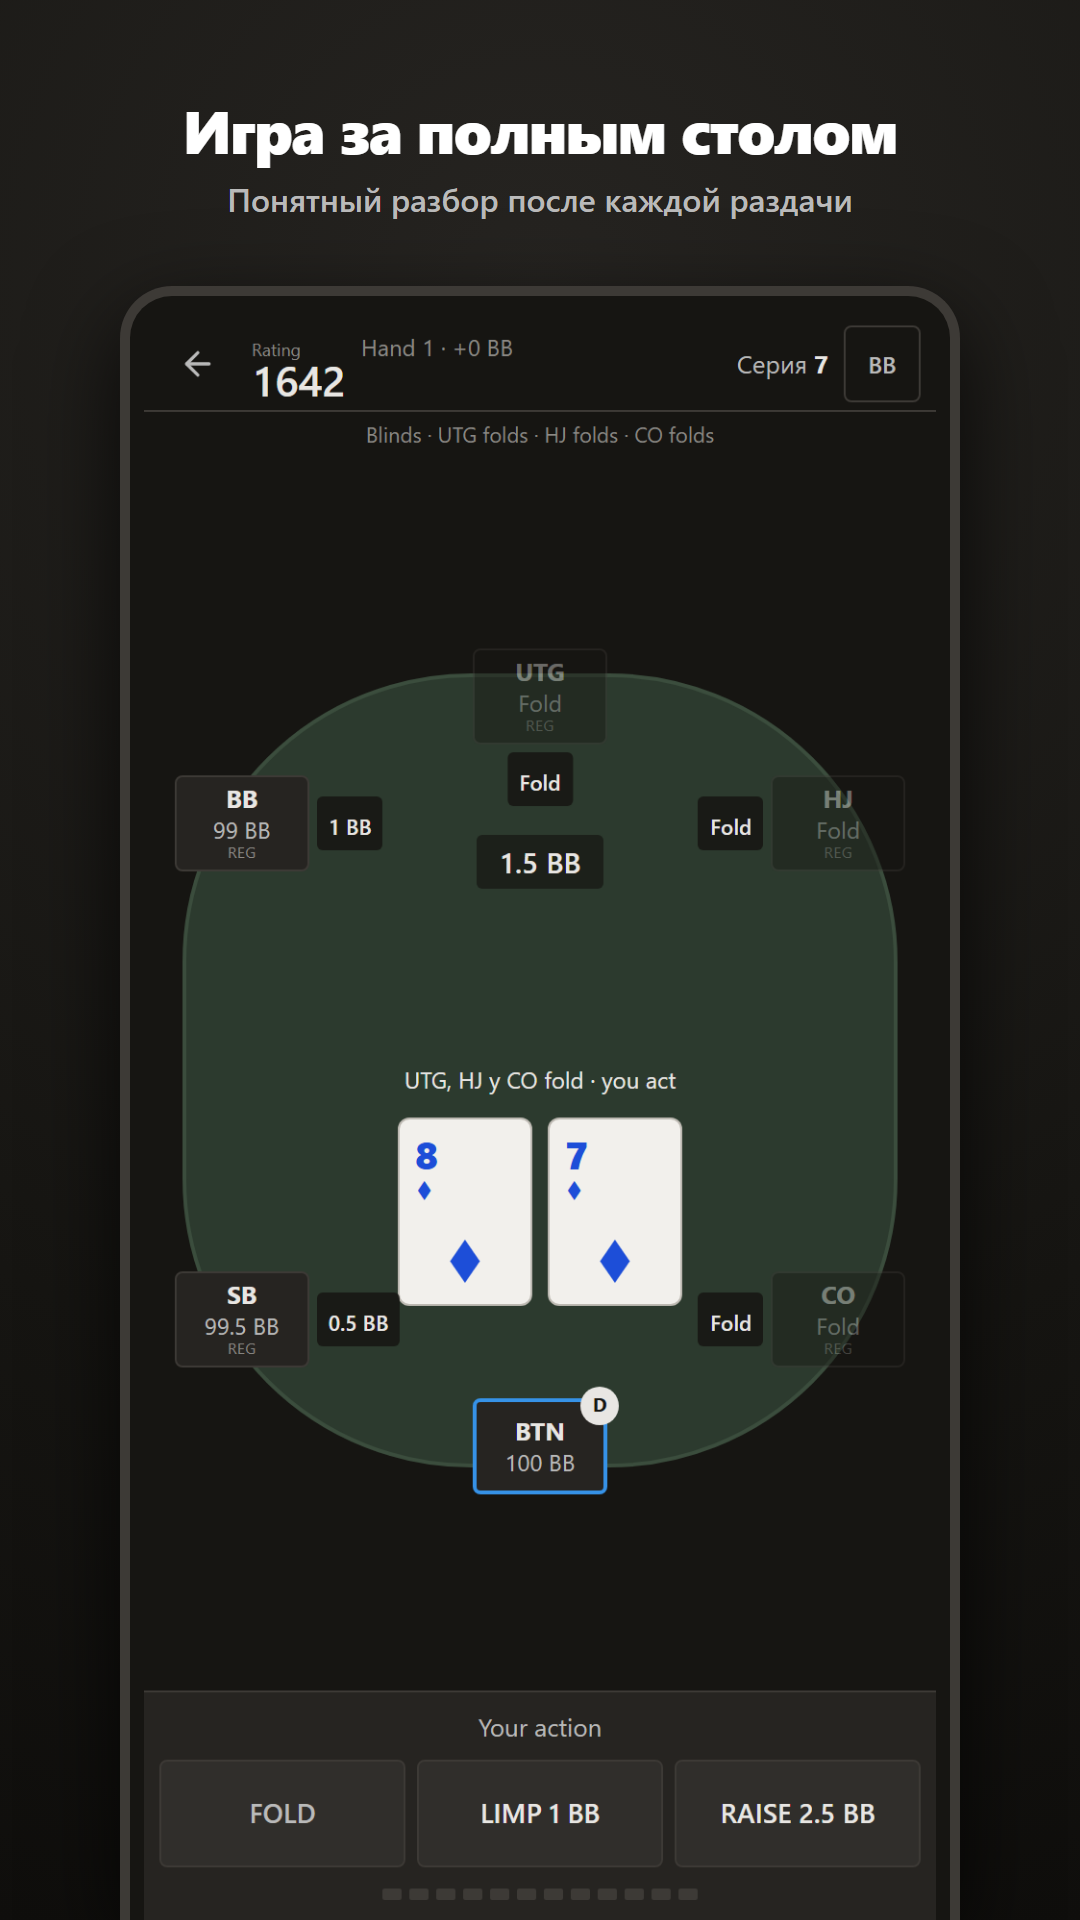 Игра за полным столом
Понятный разбор после каждой раздачи
Rating
1642
Hand 1 · +0 BB
Серия 7
BB
Blinds · UTG folds · HJ folds · CO folds
UTG
Fold
REG
Fold
BB
99 BB
REG
1 BB
Fold
HJ
Fold
REG
1.5 BB
UTG, HJ y CO fold · you act
8
7
SB
99.5 BB
REG
0.5 BB
Fold
CO
Fold
REG
D
BTN
100 BB
Your action
FOLD
LIMP 1 BB
RAISE 2.5 BB